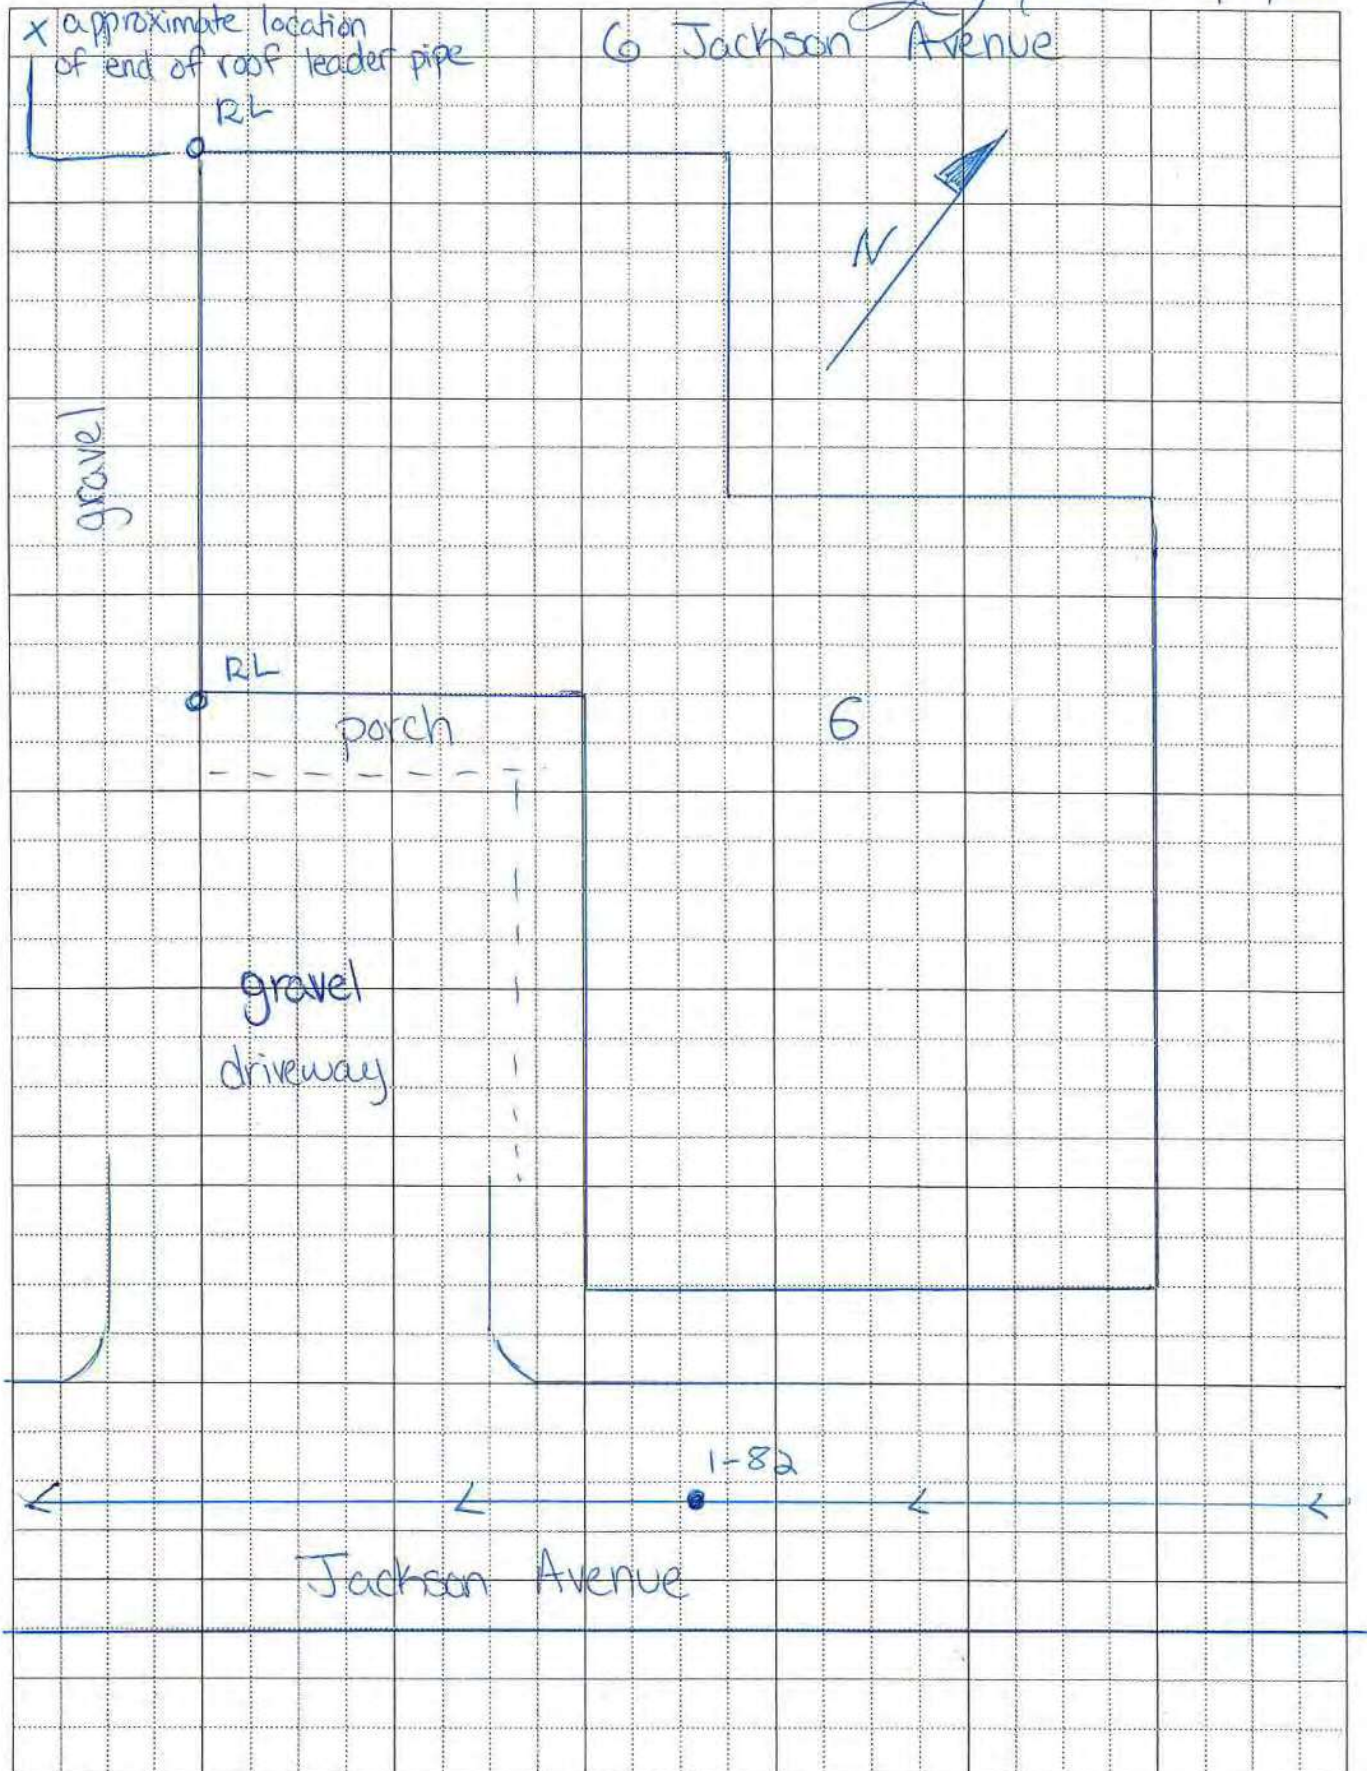 x approximate location
of end of roof leader pipe
6 Jackson Avenue
RL
N
gravel
RL
porch
6
gravel
driveway
1-82
Jackson Avenue